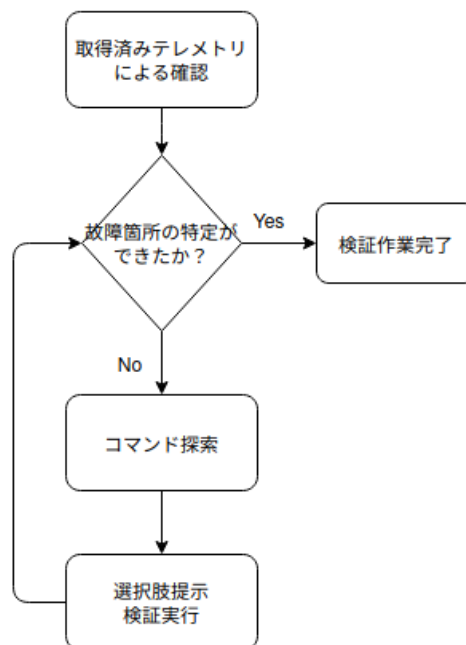 取得済みテレメトリ
による確認
故障箇所の特定が
できたか？
Yes
検証作業完了
No
コマンド探索
選択肢提示
検証実行